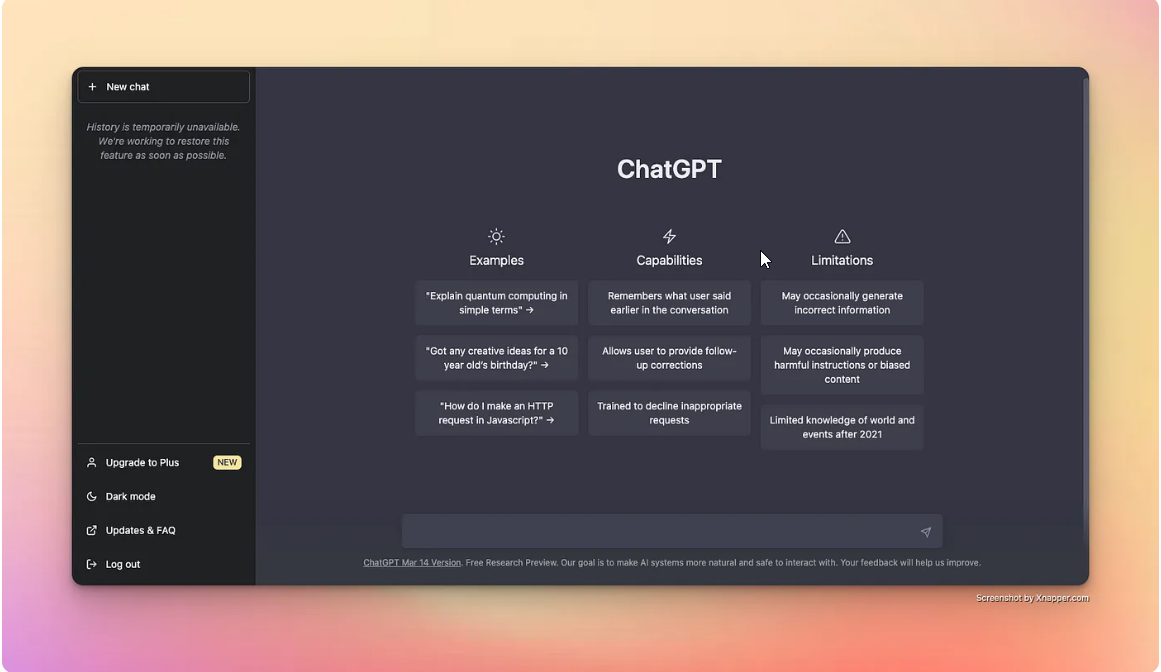 New chat
History is temporarily unavailable.
We're working to restore this
feature as soon as possible.
Upgrade to Plus
NEW
Dark mode
Updates & FAQ
Log out
ChatGPT
Examples
"Explain quantum computing in
simple terms" →
"Got any creative ideas for a 10
year old's birthday?" →
"How do I make an HTTP
request in Javascript?" →
Capabilities
Remembers what user said
earlier in the conversation
Allows user to provide follow-
up corrections
Trained to decline inappropriate
requests
Limitations
May occasionally generate
incorrect information
May occasionally produce
harmful instructions or biased
content
Limited knowledge of world and
events after 2021
ChatGPT Mar 14 Version. Free Research Preview. Our goal is to make AI systems more natural and safe to interact with. Your feedback will help us improve.
Screenshot by Xnapper.com